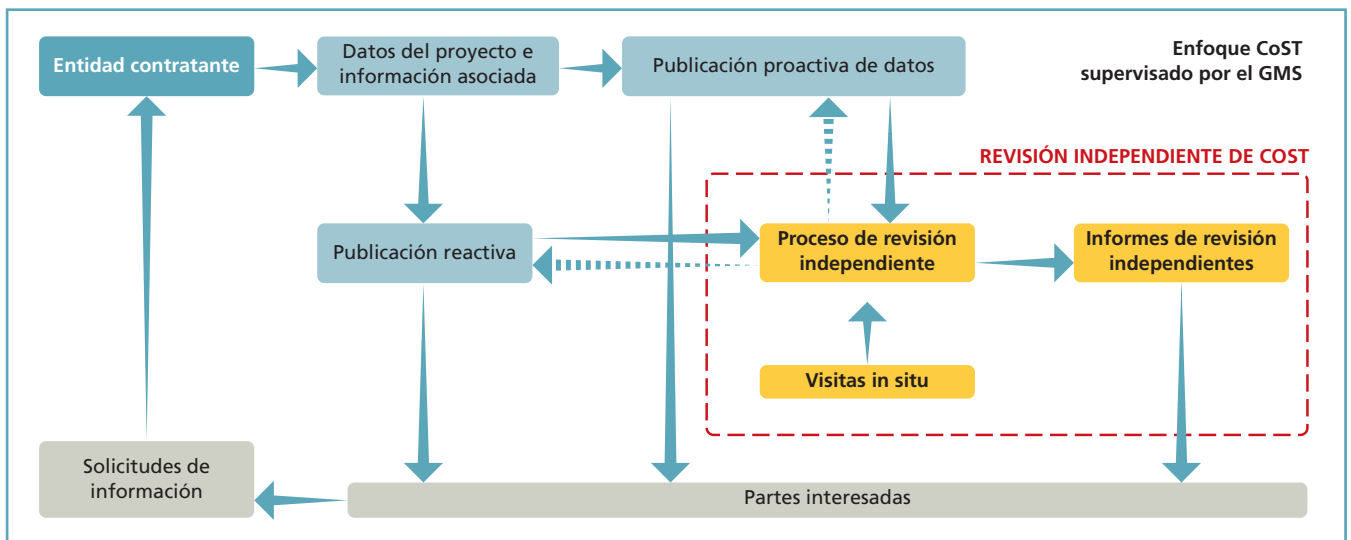 Entidad contratante
Datos del proyecto e
información asociada
Publicación proactiva de datos
Enfoque CoST
supervisado por el GMS
REVISIÓN INDEPENDIENTE DE COST
Publicación reactiva
Proceso de revisión
independiente
Informes de revisión
independientes
Visitas in situ
Solicitudes de
información
Partes interesadas